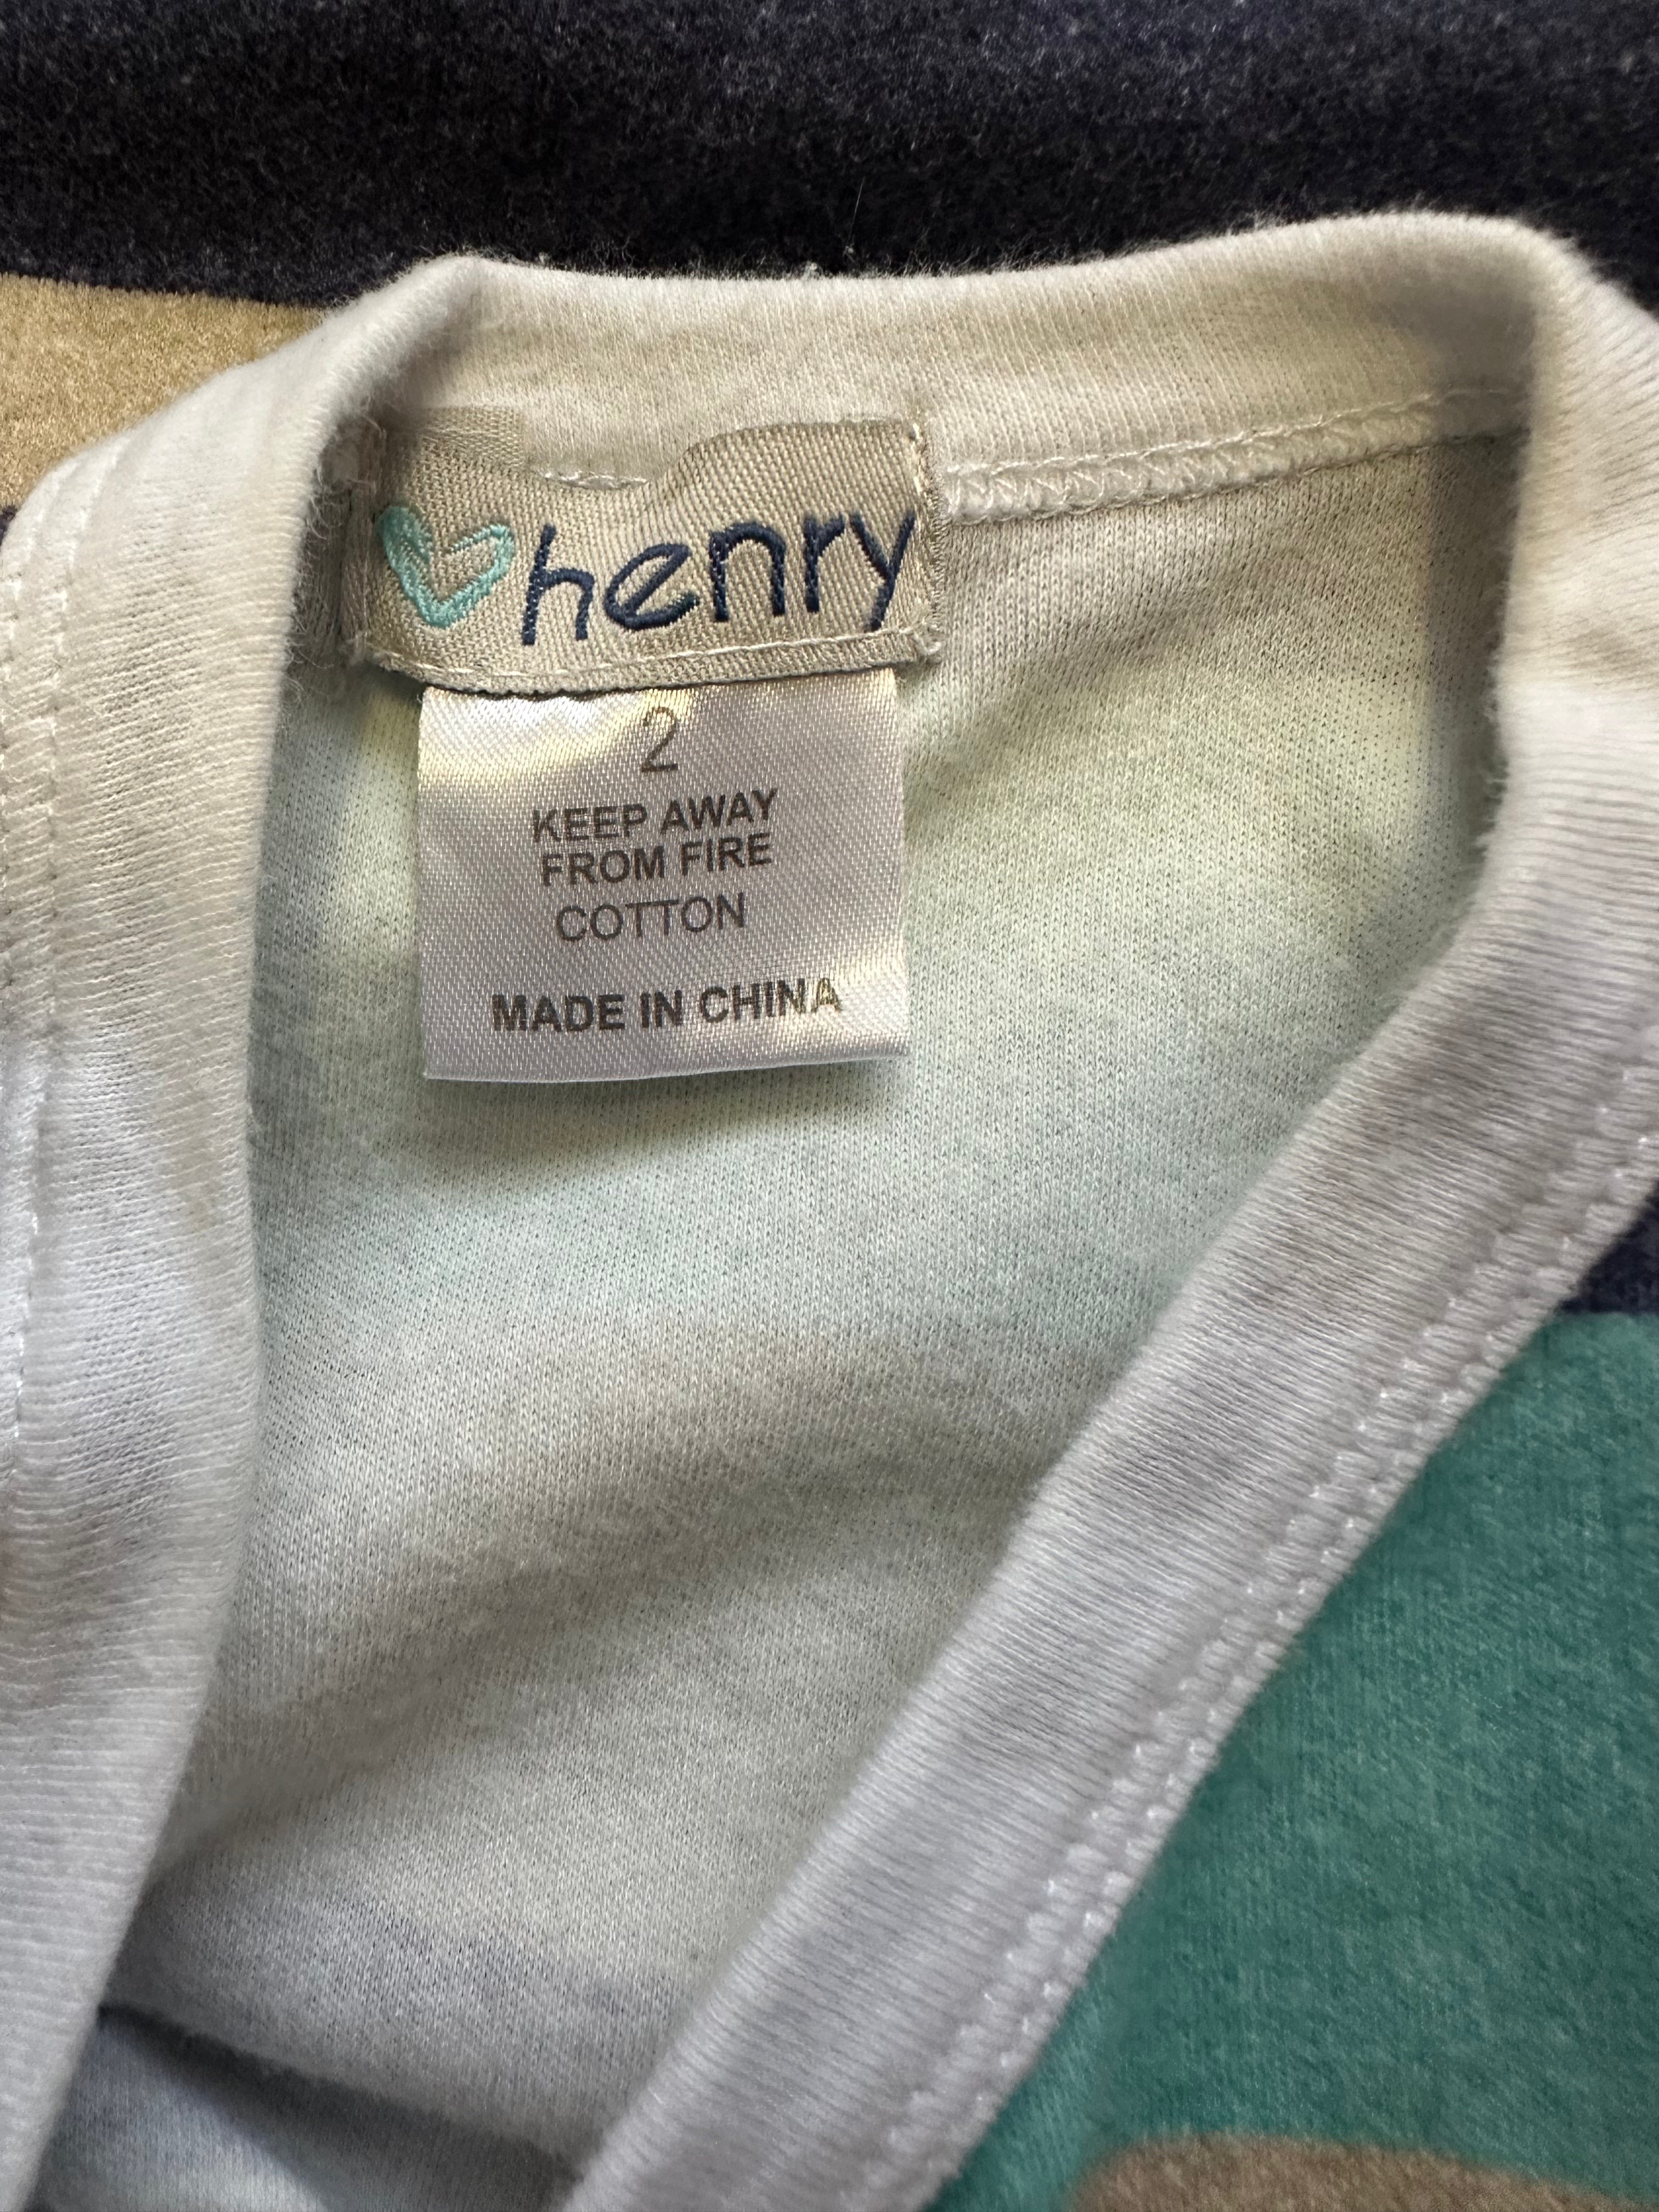 henry
2
KEEP AWAY
FROM FIRE
COTTON
MADE IN CHINA